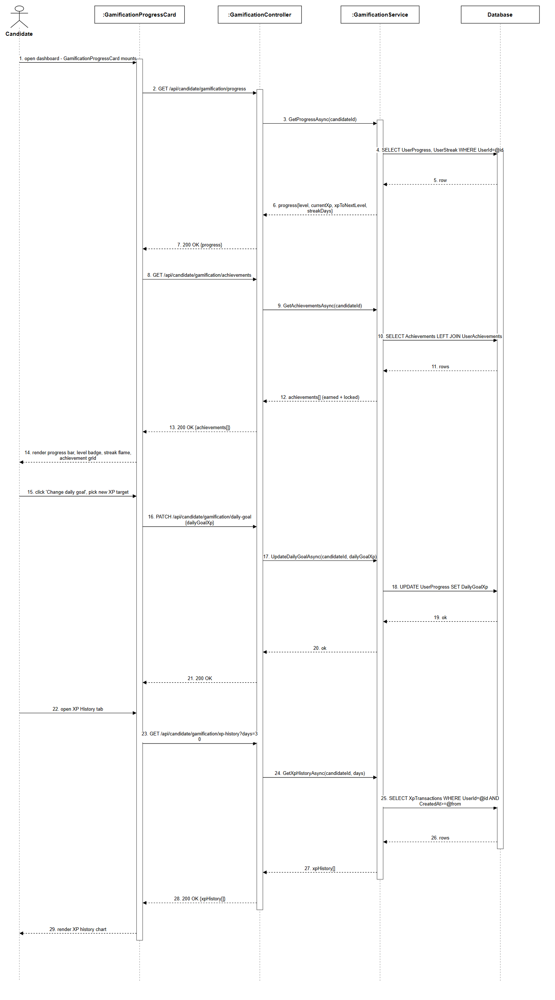 :GamificationProgressCard
:GamificationController
:GamificationService
Database
Candidate
1. open dashboard - GamificationProgressCard mounts
2. GET /api/candidate/gamification/progress
3. GetProgressAsync(candidateId)
4. SELECT UserProgress, UserStreak WHERE UserId=@id
5. row
6. progress{level, currentXp, xpToNextLevel,
streakDays}
7. 200 OK {progress}
8. GET /api/candidate/gamification/achievements
9. GetAchievementsAsync(candidateId)
10. SELECT Achievements LEFT JOIN UserAchievements
11. rows
12. achievements[] (earned + locked)
13. 200 OK {achievements[]}
14. render progress bar, level badge, streak flame,
achievement grid
15. click 'Change daily goal', pick new XP target
16. PATCH /api/candidate/gamification/daily-goal
{dailyGoalXp}
17. UpdateDailyGoalAsync(candidateId, dailyGoalXp)
18. UPDATE UserProgress SET DailyGoalXp
19. ok
20. ok
21. 200 OK
22. open XP History tab
23. GET /api/candidate/gamification/xp-history?days=3
0
24. GetXpHistoryAsync(candidateId, days)
25. SELECT XpTransactions WHERE UserId=@id AND
CreatedAt>=@from
26. rows
27. xpHistory[]
28. 200 OK {xpHistory[]}
29. render XP history chart